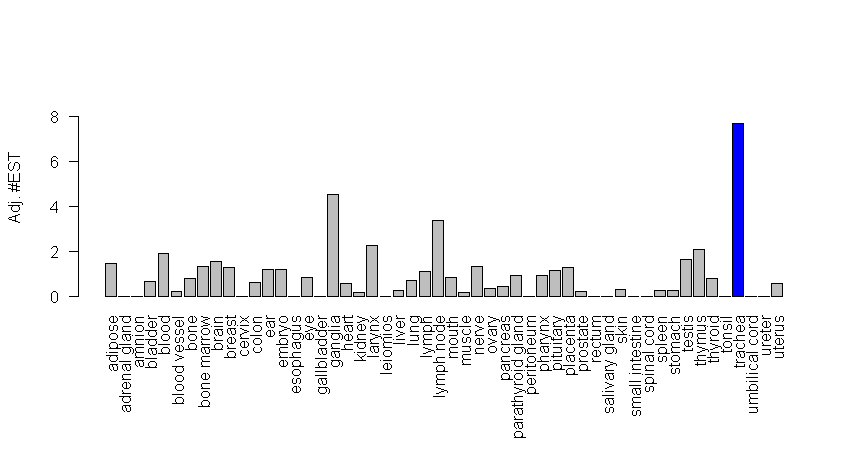 Adj. #EST
8
6
4
2
0
adipose
adrenal gland
amnion
bladder
blood
blood vessel
bone
bone marrow
brain
breast
cervix
colon
ear
embryo
esophagus
eye
gallbladder
ganglia
heart
kidney
larynx
leiomios
liver
lung
lymph
lymph node
mouth
muscle
nerve
ovary
pancreas
parathyroid gland
peritoneum
pharynx
pituitary
placenta
prostate
rectum
salivary gland
skin
small intestine
spinal cord
spleen
stomach
testis
thymus
thyroid
tonsil
trachea
umbilical cord
ureter
uterus